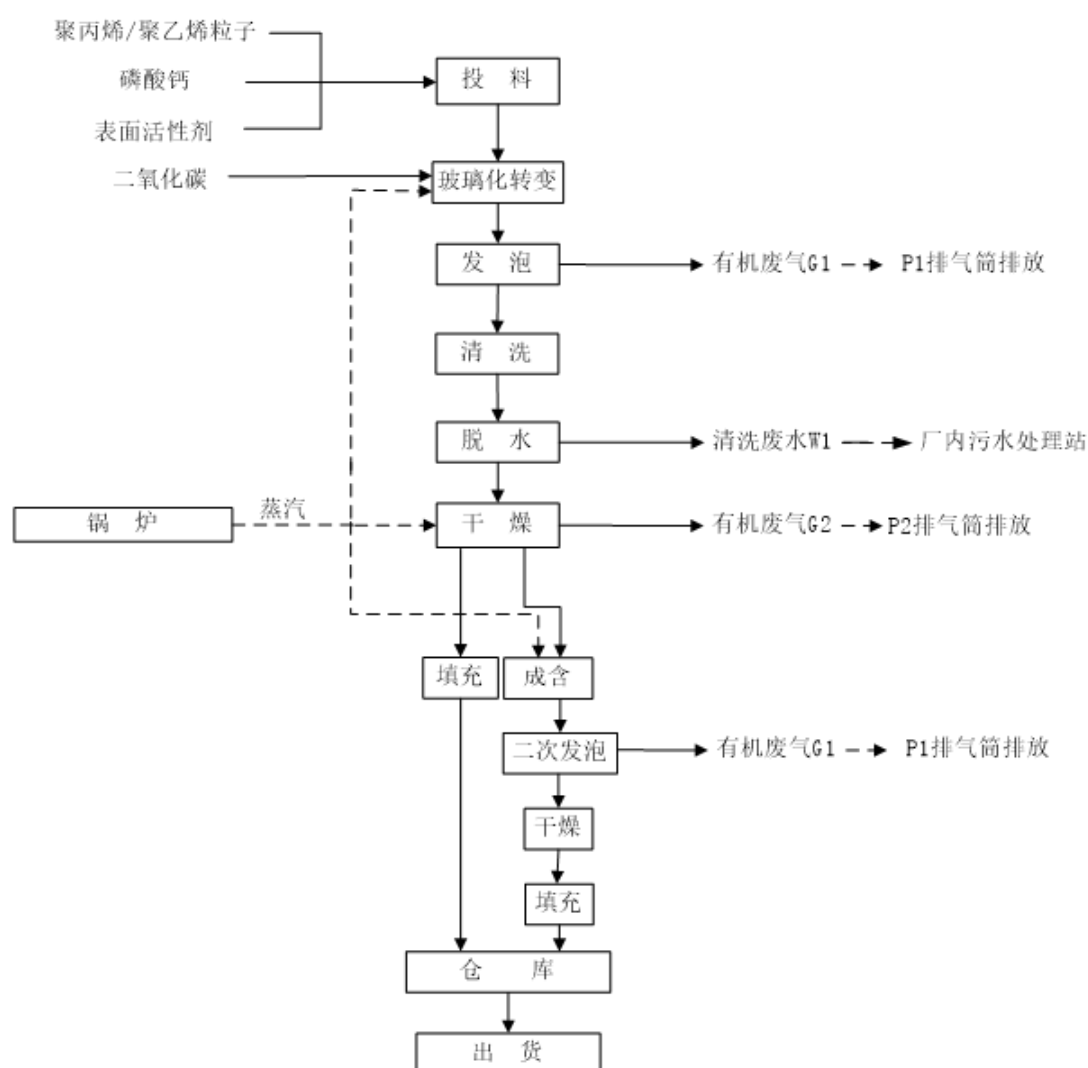 聚丙烯/聚乙烯粒子
磷酸钙
投 料
表面活性剂
二氧化碳
玻璃化转变
发 泡
有机废气G1
P1排气筒排放
清 洗
脱 水
清洗废水W1
厂内污水处理站
锅 炉
蒸汽
干 燥
有机废气G2
P2排气筒排放
填充
成含
二次发泡
有机废气G1
P1排气筒排放
干燥
填充
仓 库
出 货